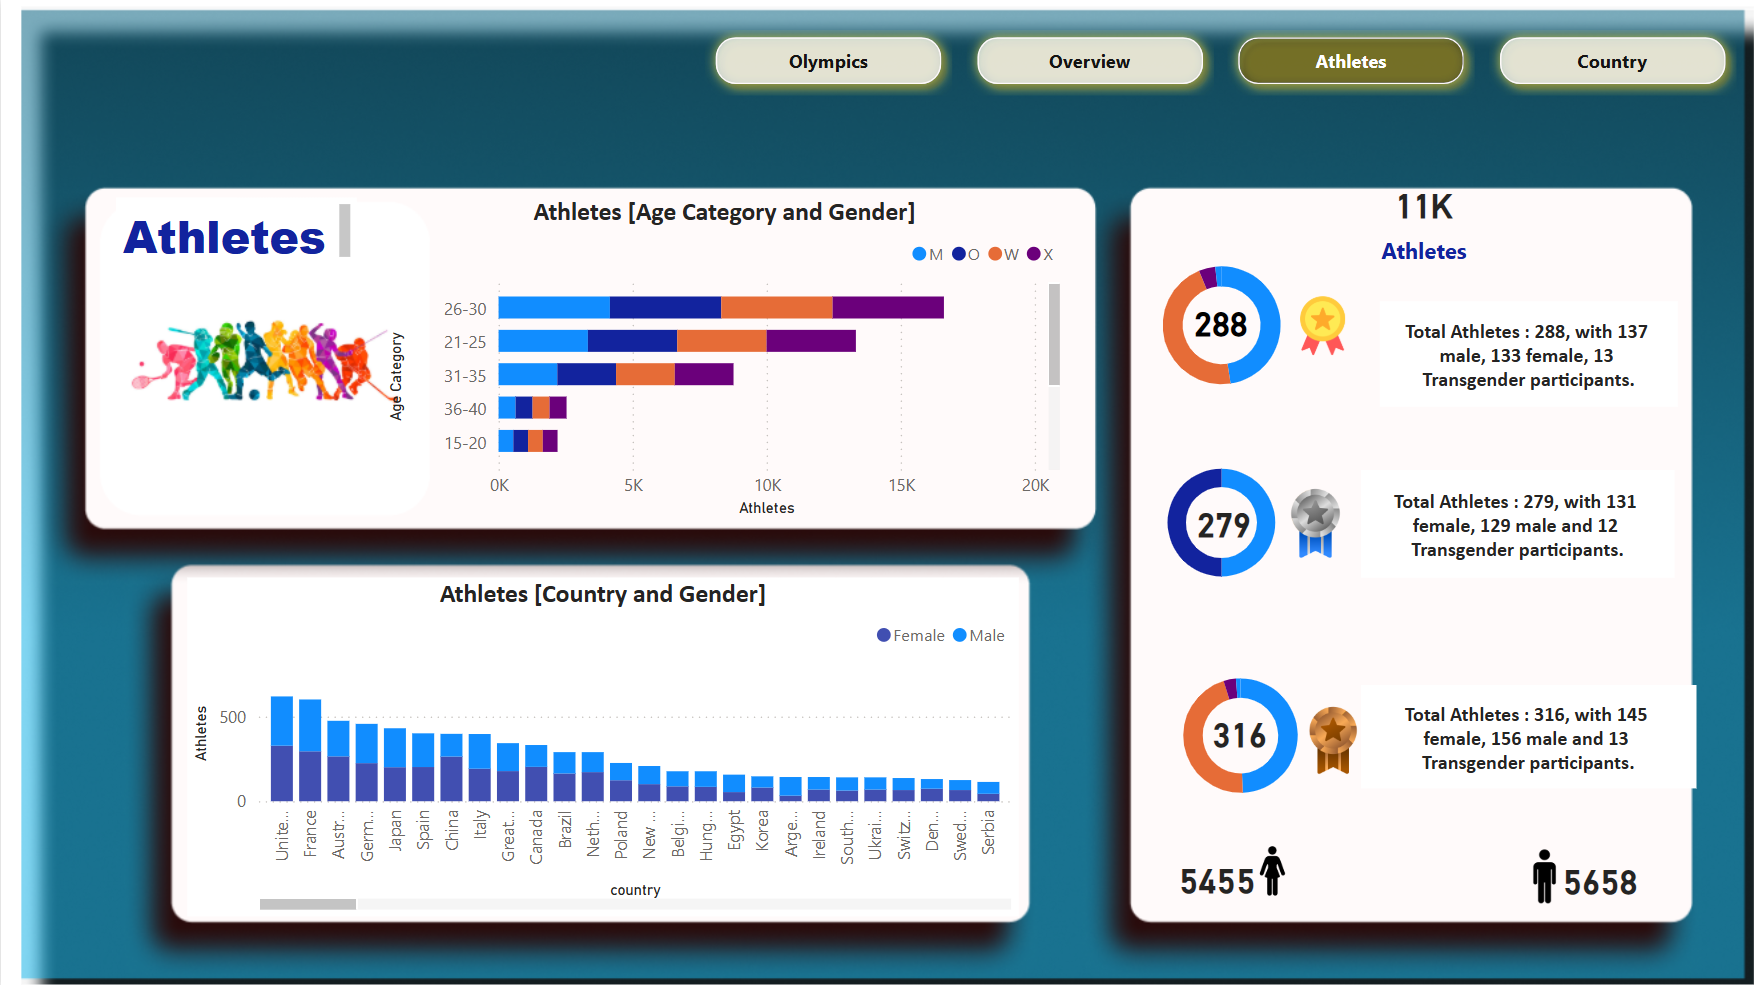 Olympics
Overview
Athletes
Country
Athletes
Athletes [Age Category and Gender]
M O W X
Age Category
26-30
21-25
31-35
36-40
15-20
0K 5K 10K 15K 20K
Athletes
11K
Athletes
288
Total Athletes : 288, with 137
male, 133 female, 13
Transgender participants.
279
Total Athletes : 279, with 131
female, 129 male and 12
Transgender participants.
316
Total Athletes : 316, with 145
female, 156 male and 13
Transgender participants.
5455
5658
Athletes [Country and Gender]
Female Male
Athletes
500
0
Unite...
France
Austr...
Germ...
Japan
Spain
China
Italy
Great...
Canada
Brazil
Neth...
Poland
New ...
Belgi...
Hung...
Egypt
Korea
Arge...
Ireland
South...
Ukrai...
Switz...
Den...
Swed...
Serbia
country